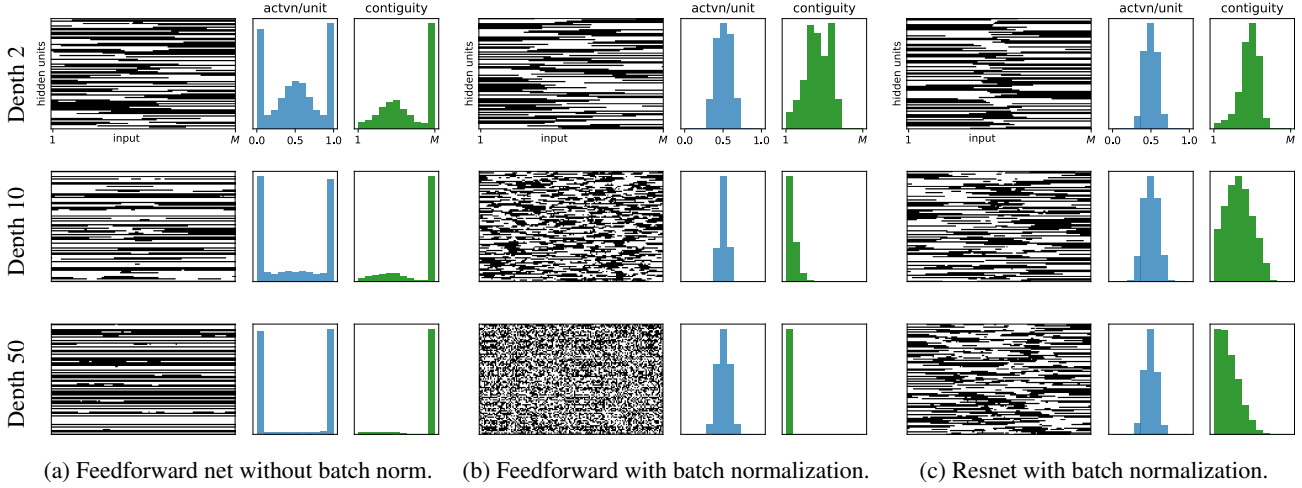 actvn/unit contiguity actvn/unit contiguity actvn/unit contiguity
Depth 2
hidden units
hidden units
hidden units
1 input M 0.0 0.5 1.0 1 M 1 input M 0.0 0.5 1.0 1 M 1 input M 0.0 0.5 1.0 1 M
Depth 10
Depth 50
(a) Feedforward net without batch norm. (b) Feedforward with batch normalization. (c) Resnet with batch normalization.